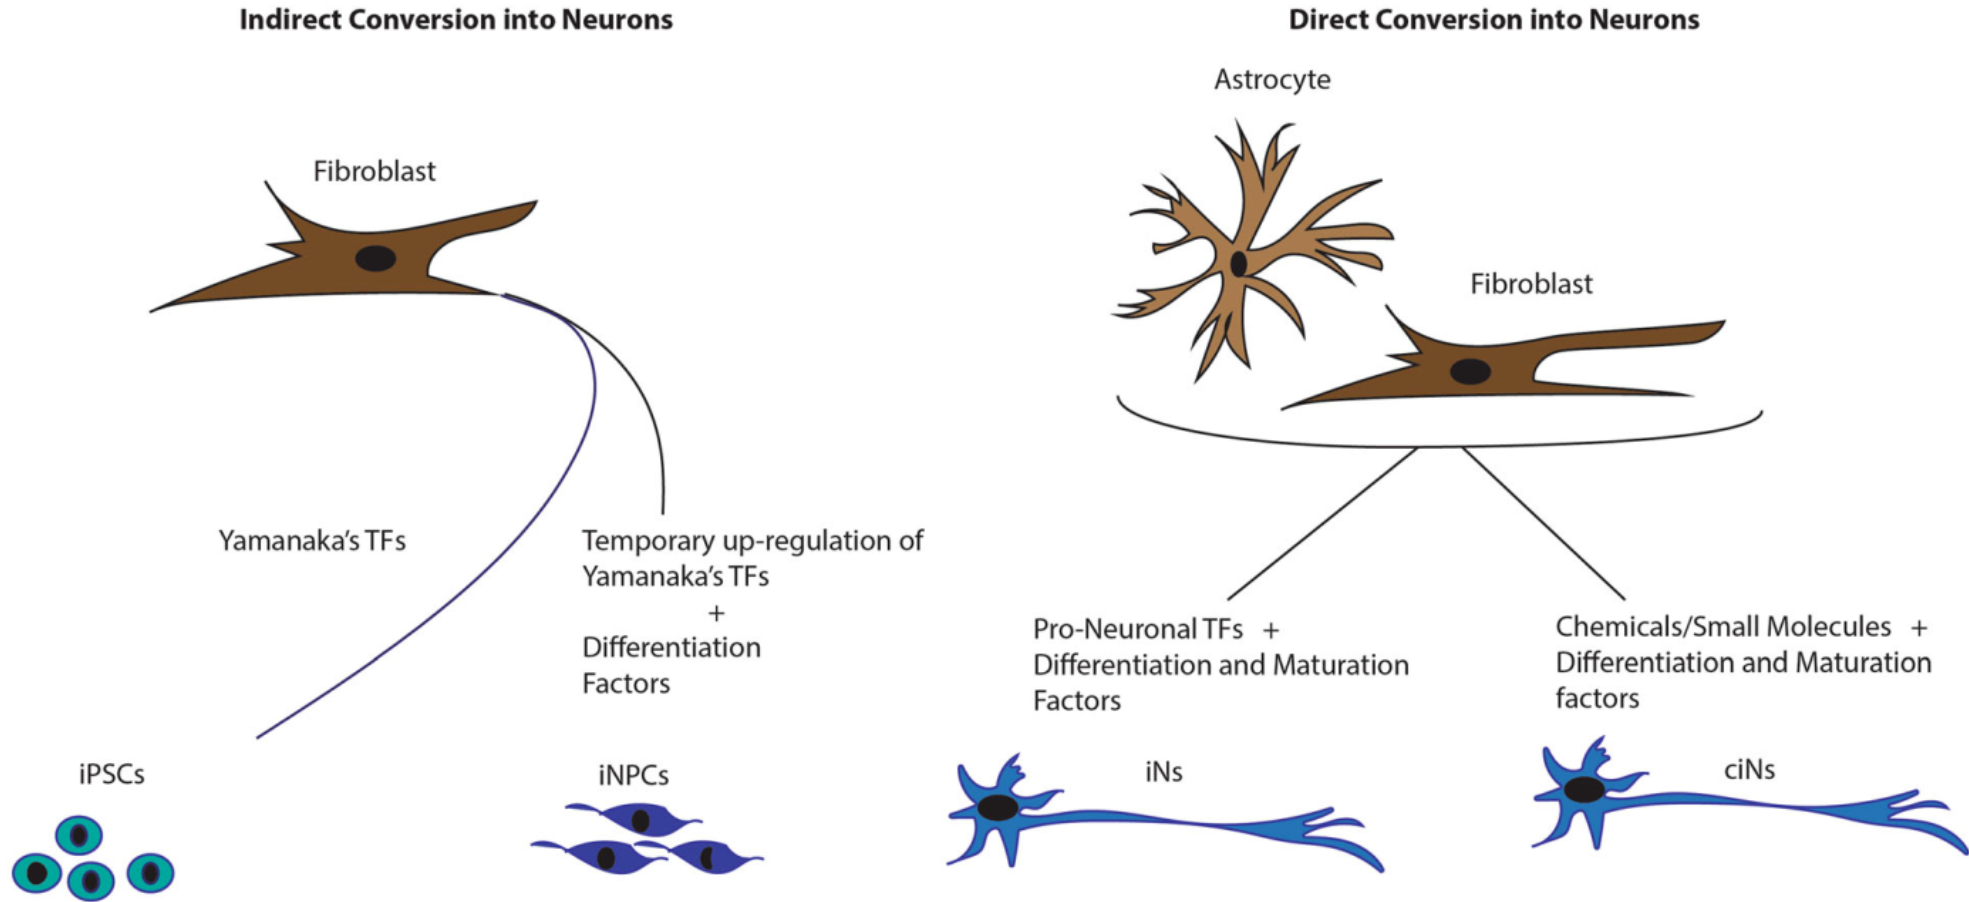 Indirect Conversion into Neurons
Fibroblast
Yamanaka's TFs
Temporary up-regulation of
Yamanaka's TFs
+
Differentiation
Factors
iPSCs
iNPCs
Direct Conversion into Neurons
Astrocyte
Fibroblast
Pro-Neuronal TFs +
Differentiation and Maturation
Factors
Chemicals/Small Molecules +
Differentiation and Maturation
factors
iNs
ciNs